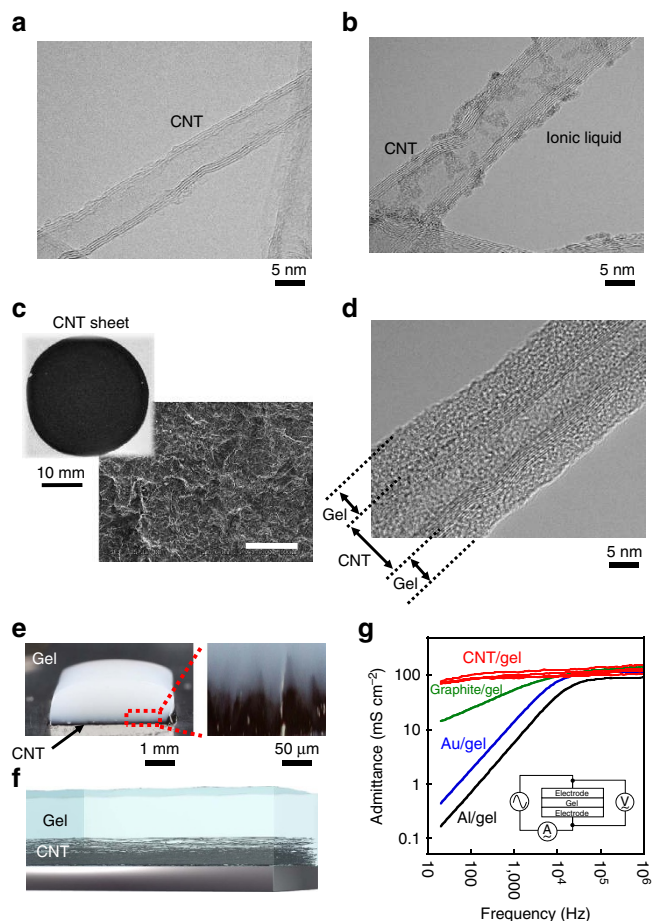 a
CNT
5 nm
b
CNT
Ionic liquid
5 nm
c
CNT sheet
10 mm
d
Gel
CNT
Gel
5 nm
e
Gel
CNT
1 mm
50 µm
f
Gel
CNT
g
CNT/gel
Graphite/gel
Au/gel
Al/gel
Admittance (mS cm⁻²)
100
10
1
0.1
Electrode
Gel
Electrode
A
V
10
100
1,000
10⁴
10⁵
10⁶
Frequency (Hz)